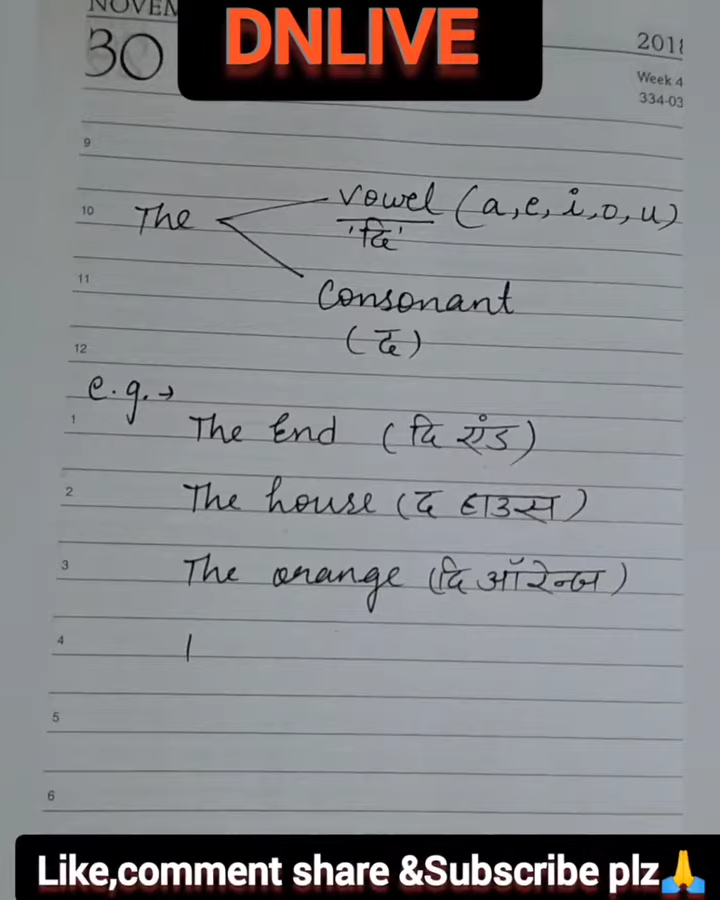 NOVEM
DNLIVE
30
2018
Week 4
334-03
9
10 The vowel (a, e, i, o, u)
'दि'
11
Consonant
(द)
12
e.g. →
1 The End (दि एंड)
2 The house (द हाउस)
3 The orange (दि ऑरेन्ज)
4
5
6
Like,comment share &Subscribe plz🙏